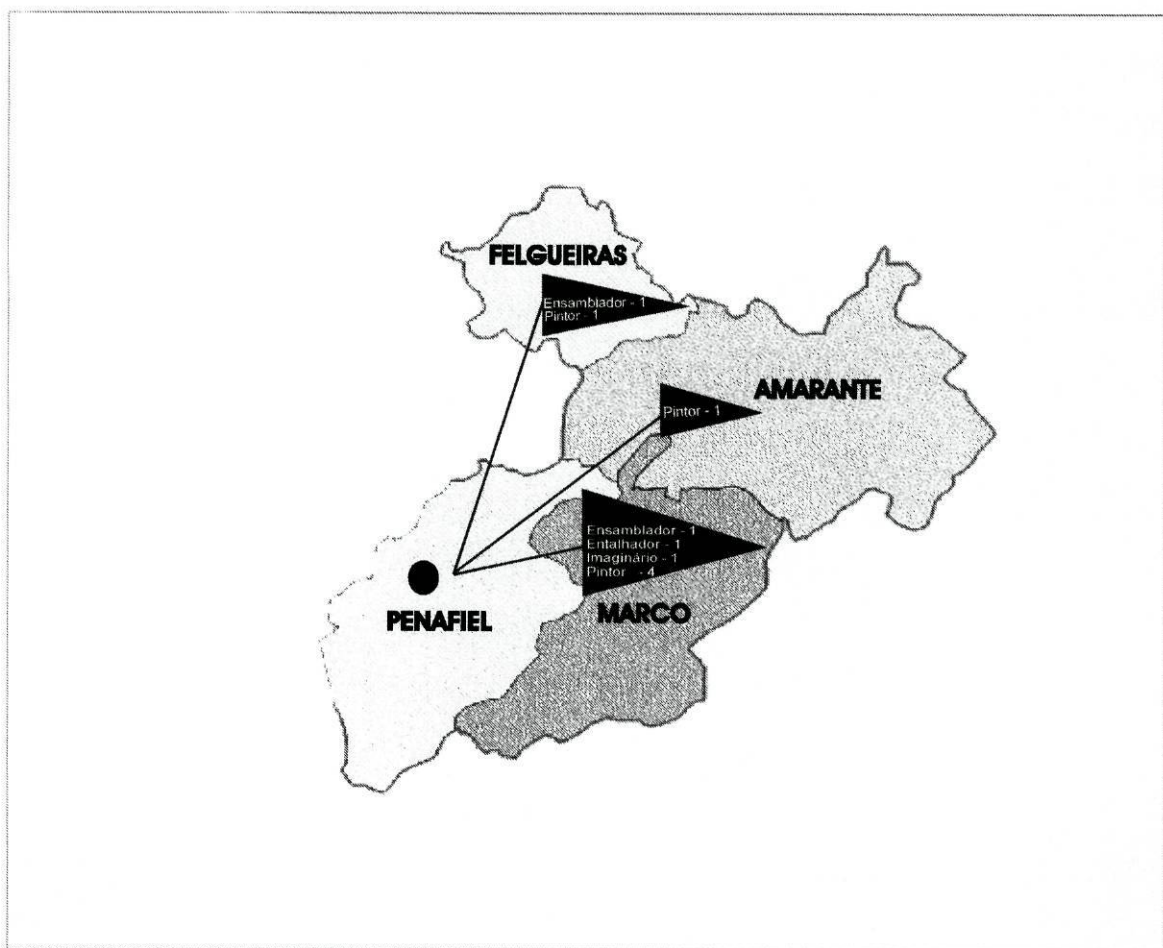 FELGUEIRAS
Ensamblador - 1
Pintor - 1
AMARANTE
Pintor - 1
Ensamblador - 1
Entalhador - 1
Imaginário - 1
Pintor - 4
MARCO
PENAFIEL